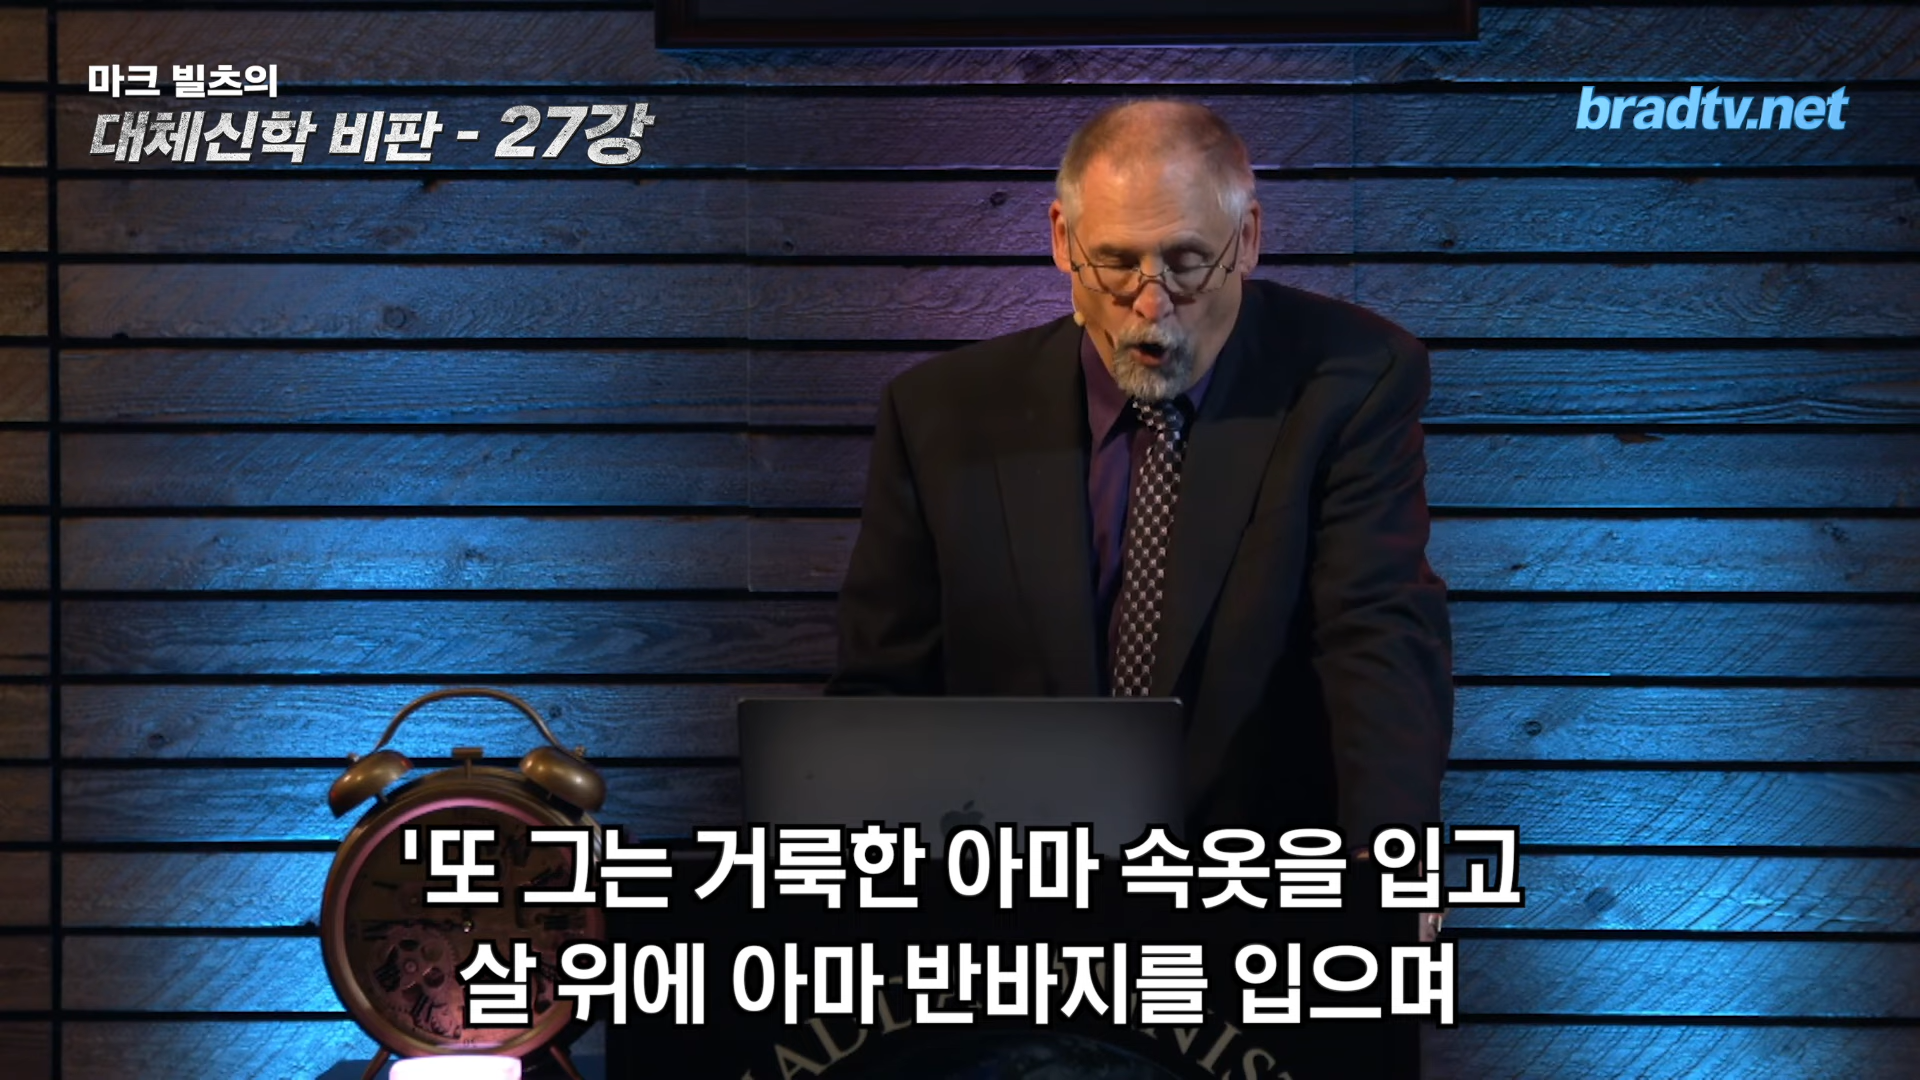 마크 빌츠의
대체신학 비판 - 27강
bradtv.net
'또 그는 거룩한 아마 속옷을 입고
살 위에 아마 반바지를 입으며